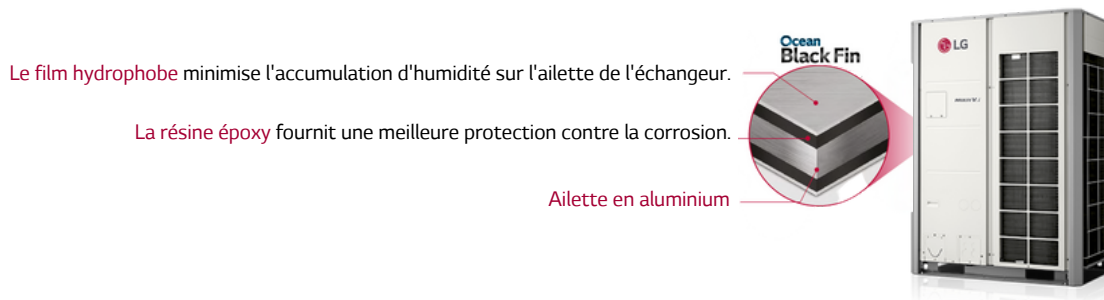 Ocean
Black Fin
LG
Le film hydrophobe minimise l'accumulation d'humidité sur l'ailette de l'échangeur.
La résine époxy fournit une meilleure protection contre la corrosion.
Ailette en aluminium